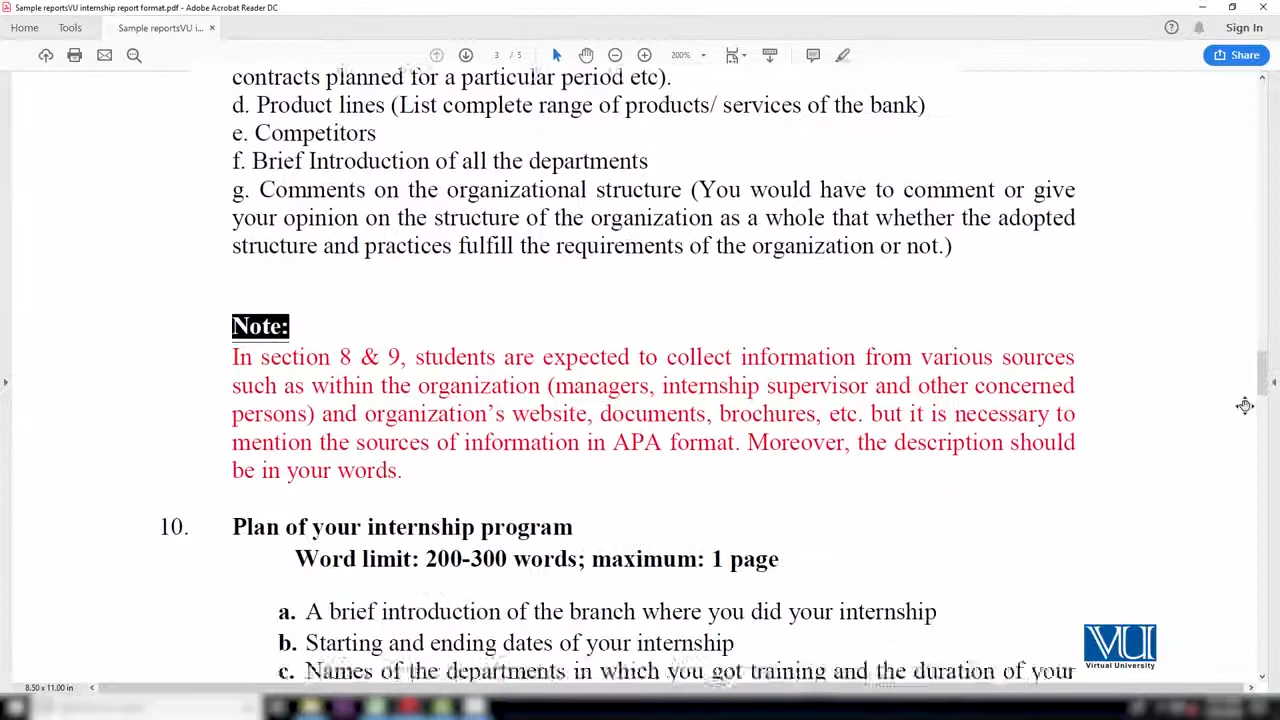 Sample reportsVU internship report format.pdf - Adobe Acrobat Reader DC
Home Tools Sample reportsVU i... × Sign In
3 / 5 200% Share
contracts planned for a particular period etc).
d. Product lines (List complete range of products/ services of the bank)
e. Competitors
f. Brief Introduction of all the departments
g. Comments on the organizational structure (You would have to comment or give
your opinion on the structure of the organization as a whole that whether the adopted
structure and practices fulfill the requirements of the organization or not.)
Note:
In section 8 & 9, students are expected to collect information from various sources
such as within the organization (managers, internship supervisor and other concerned
persons) and organization's website, documents, brochures, etc. but it is necessary to
mention the sources of information in APA format. Moreover, the description should
be in your words.
10. Plan of your internship program
Word limit: 200-300 words; maximum: 1 page
a. A brief introduction of the branch where you did your internship
b. Starting and ending dates of your internship
c. Names of the departments in which you got training and the duration of your
VU
Virtual University
8.50 x 11.00 in